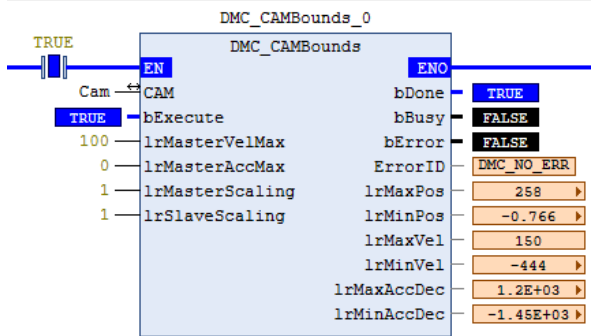 DMC_CAMBounds_0
TRUE
DMC_CAMBounds
EN ENO
Cam CAM bDone TRUE
TRUE bExecute bBusy FALSE
100 lrMasterVelMax bError FALSE
0 lrMasterAccMax ErrorID DMC_NO_ERR
1 lrMasterScaling lrMaxPos 258
1 lrSlaveScaling lrMinPos -0.766
lrMaxVel 150
lrMinVel -444
lrMaxAccDec 1.2E+03
lrMinAccDec -1.45E+03